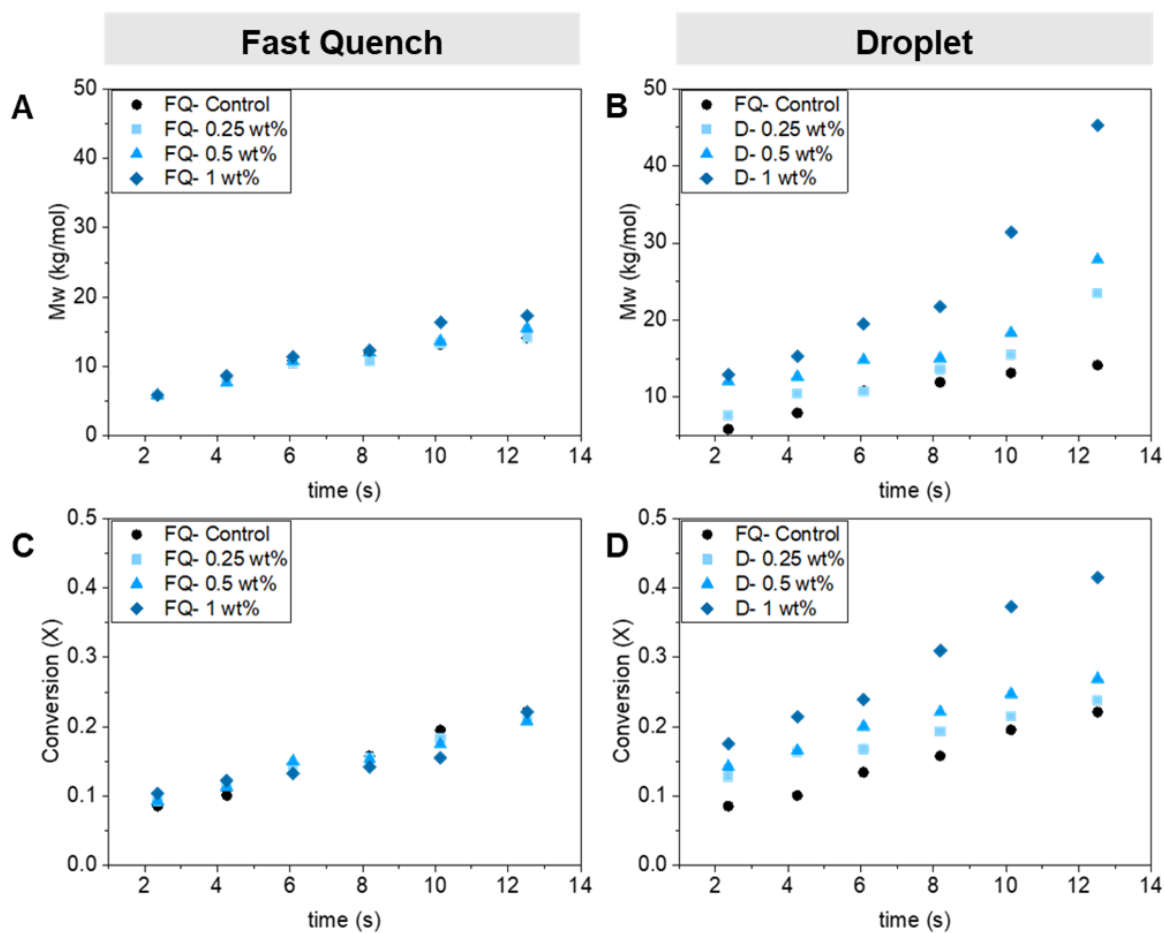 Fast Quench
Droplet
A
50
40
30
20
10
0
Mw (kg/mol)
FQ- Control
FQ- 0.25 wt%
FQ- 0.5 wt%
FQ- 1 wt%
2 4 6 8 10 12 14
time (s)
B
50
40
30
20
10
Mw (kg/mol)
FQ- Control
D- 0.25 wt%
D- 0.5 wt%
D- 1 wt%
2 4 6 8 10 12 14
time (s)
C
0.5
0.4
0.3
0.2
0.1
0.0
Conversion (X)
FQ- Control
FQ- 0.25 wt%
FQ- 0.5 wt%
FQ- 1 wt%
2 4 6 8 10 12 14
time (s)
D
0.5
0.4
0.3
0.2
0.1
0.0
Conversion (X)
FQ- Control
D- 0.25 wt%
D- 0.5 wt%
D- 1 wt%
2 4 6 8 10 12 14
time (s)